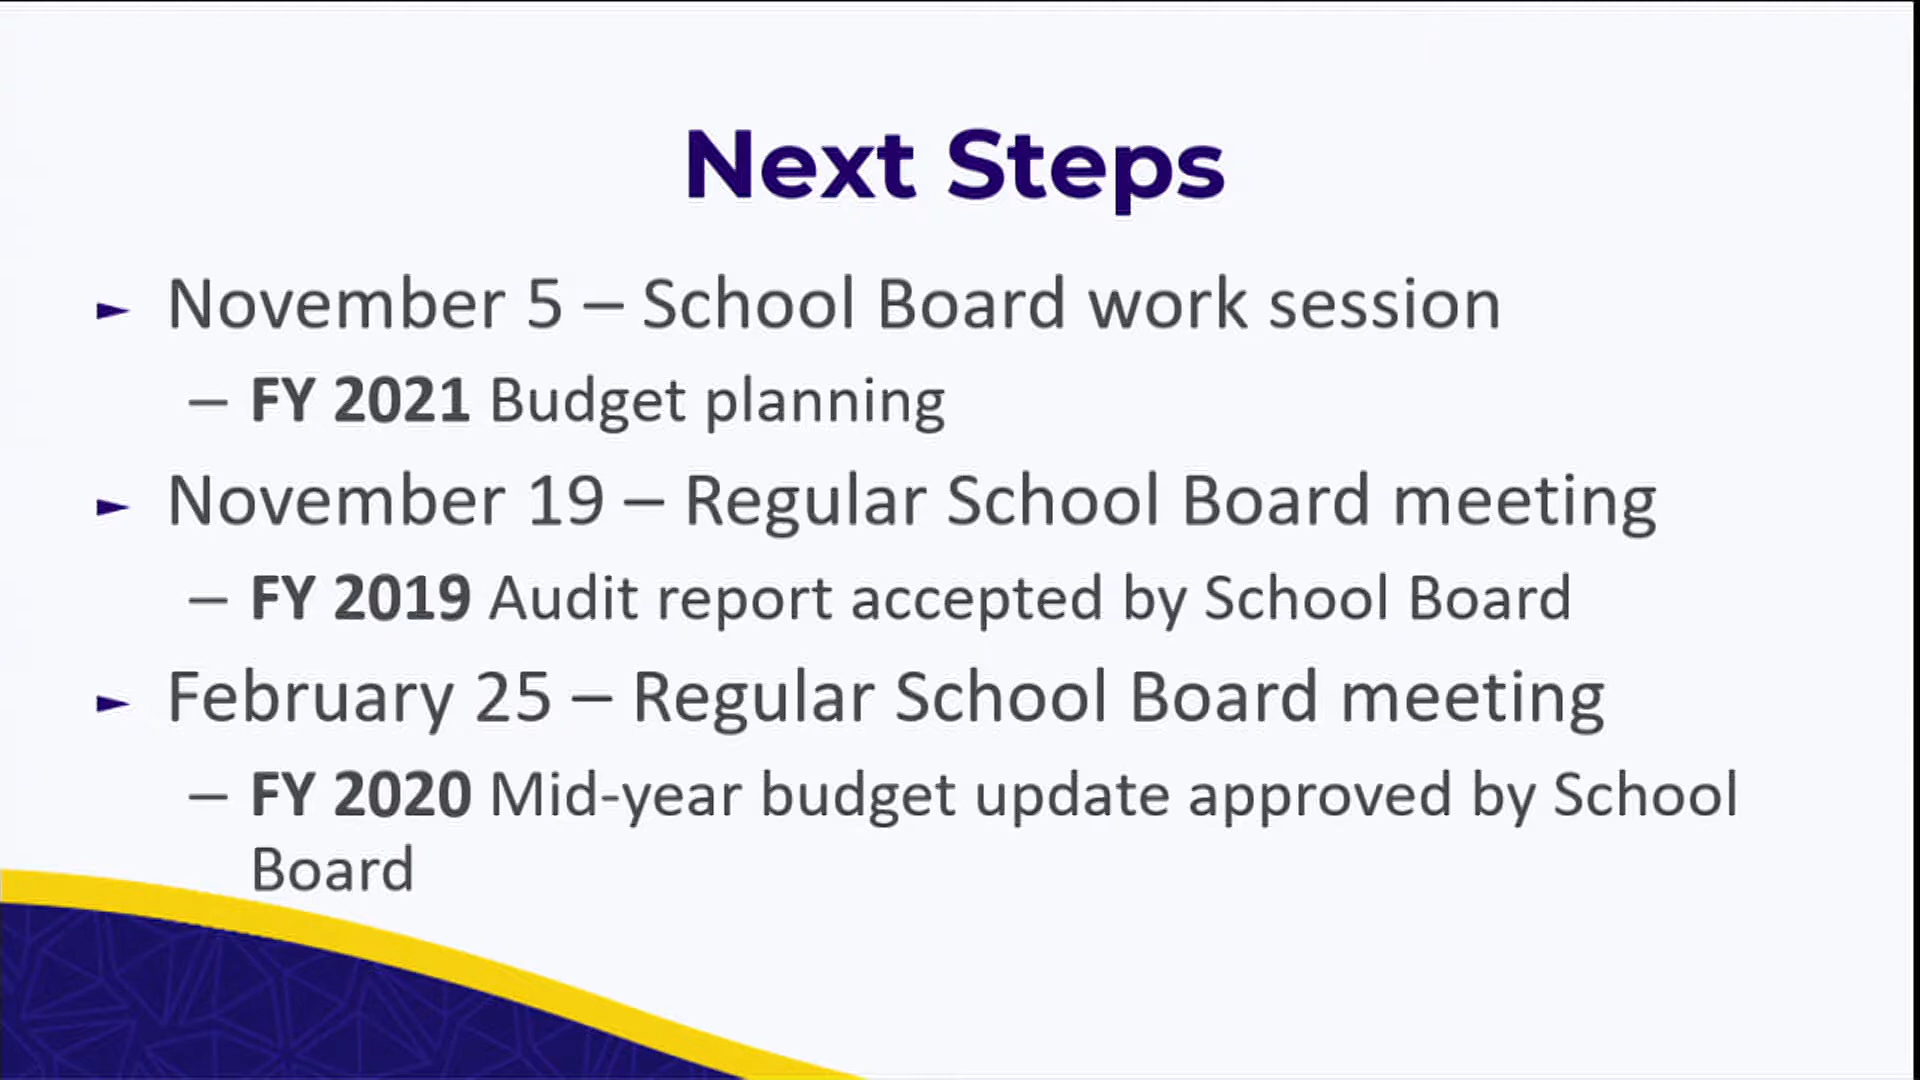 Next Steps
► November 5 – School Board work session
– FY 2021 Budget planning
► November 19 – Regular School Board meeting
– FY 2019 Audit report accepted by School Board
► February 25 – Regular School Board meeting
– FY 2020 Mid-year budget update approved by School
Board